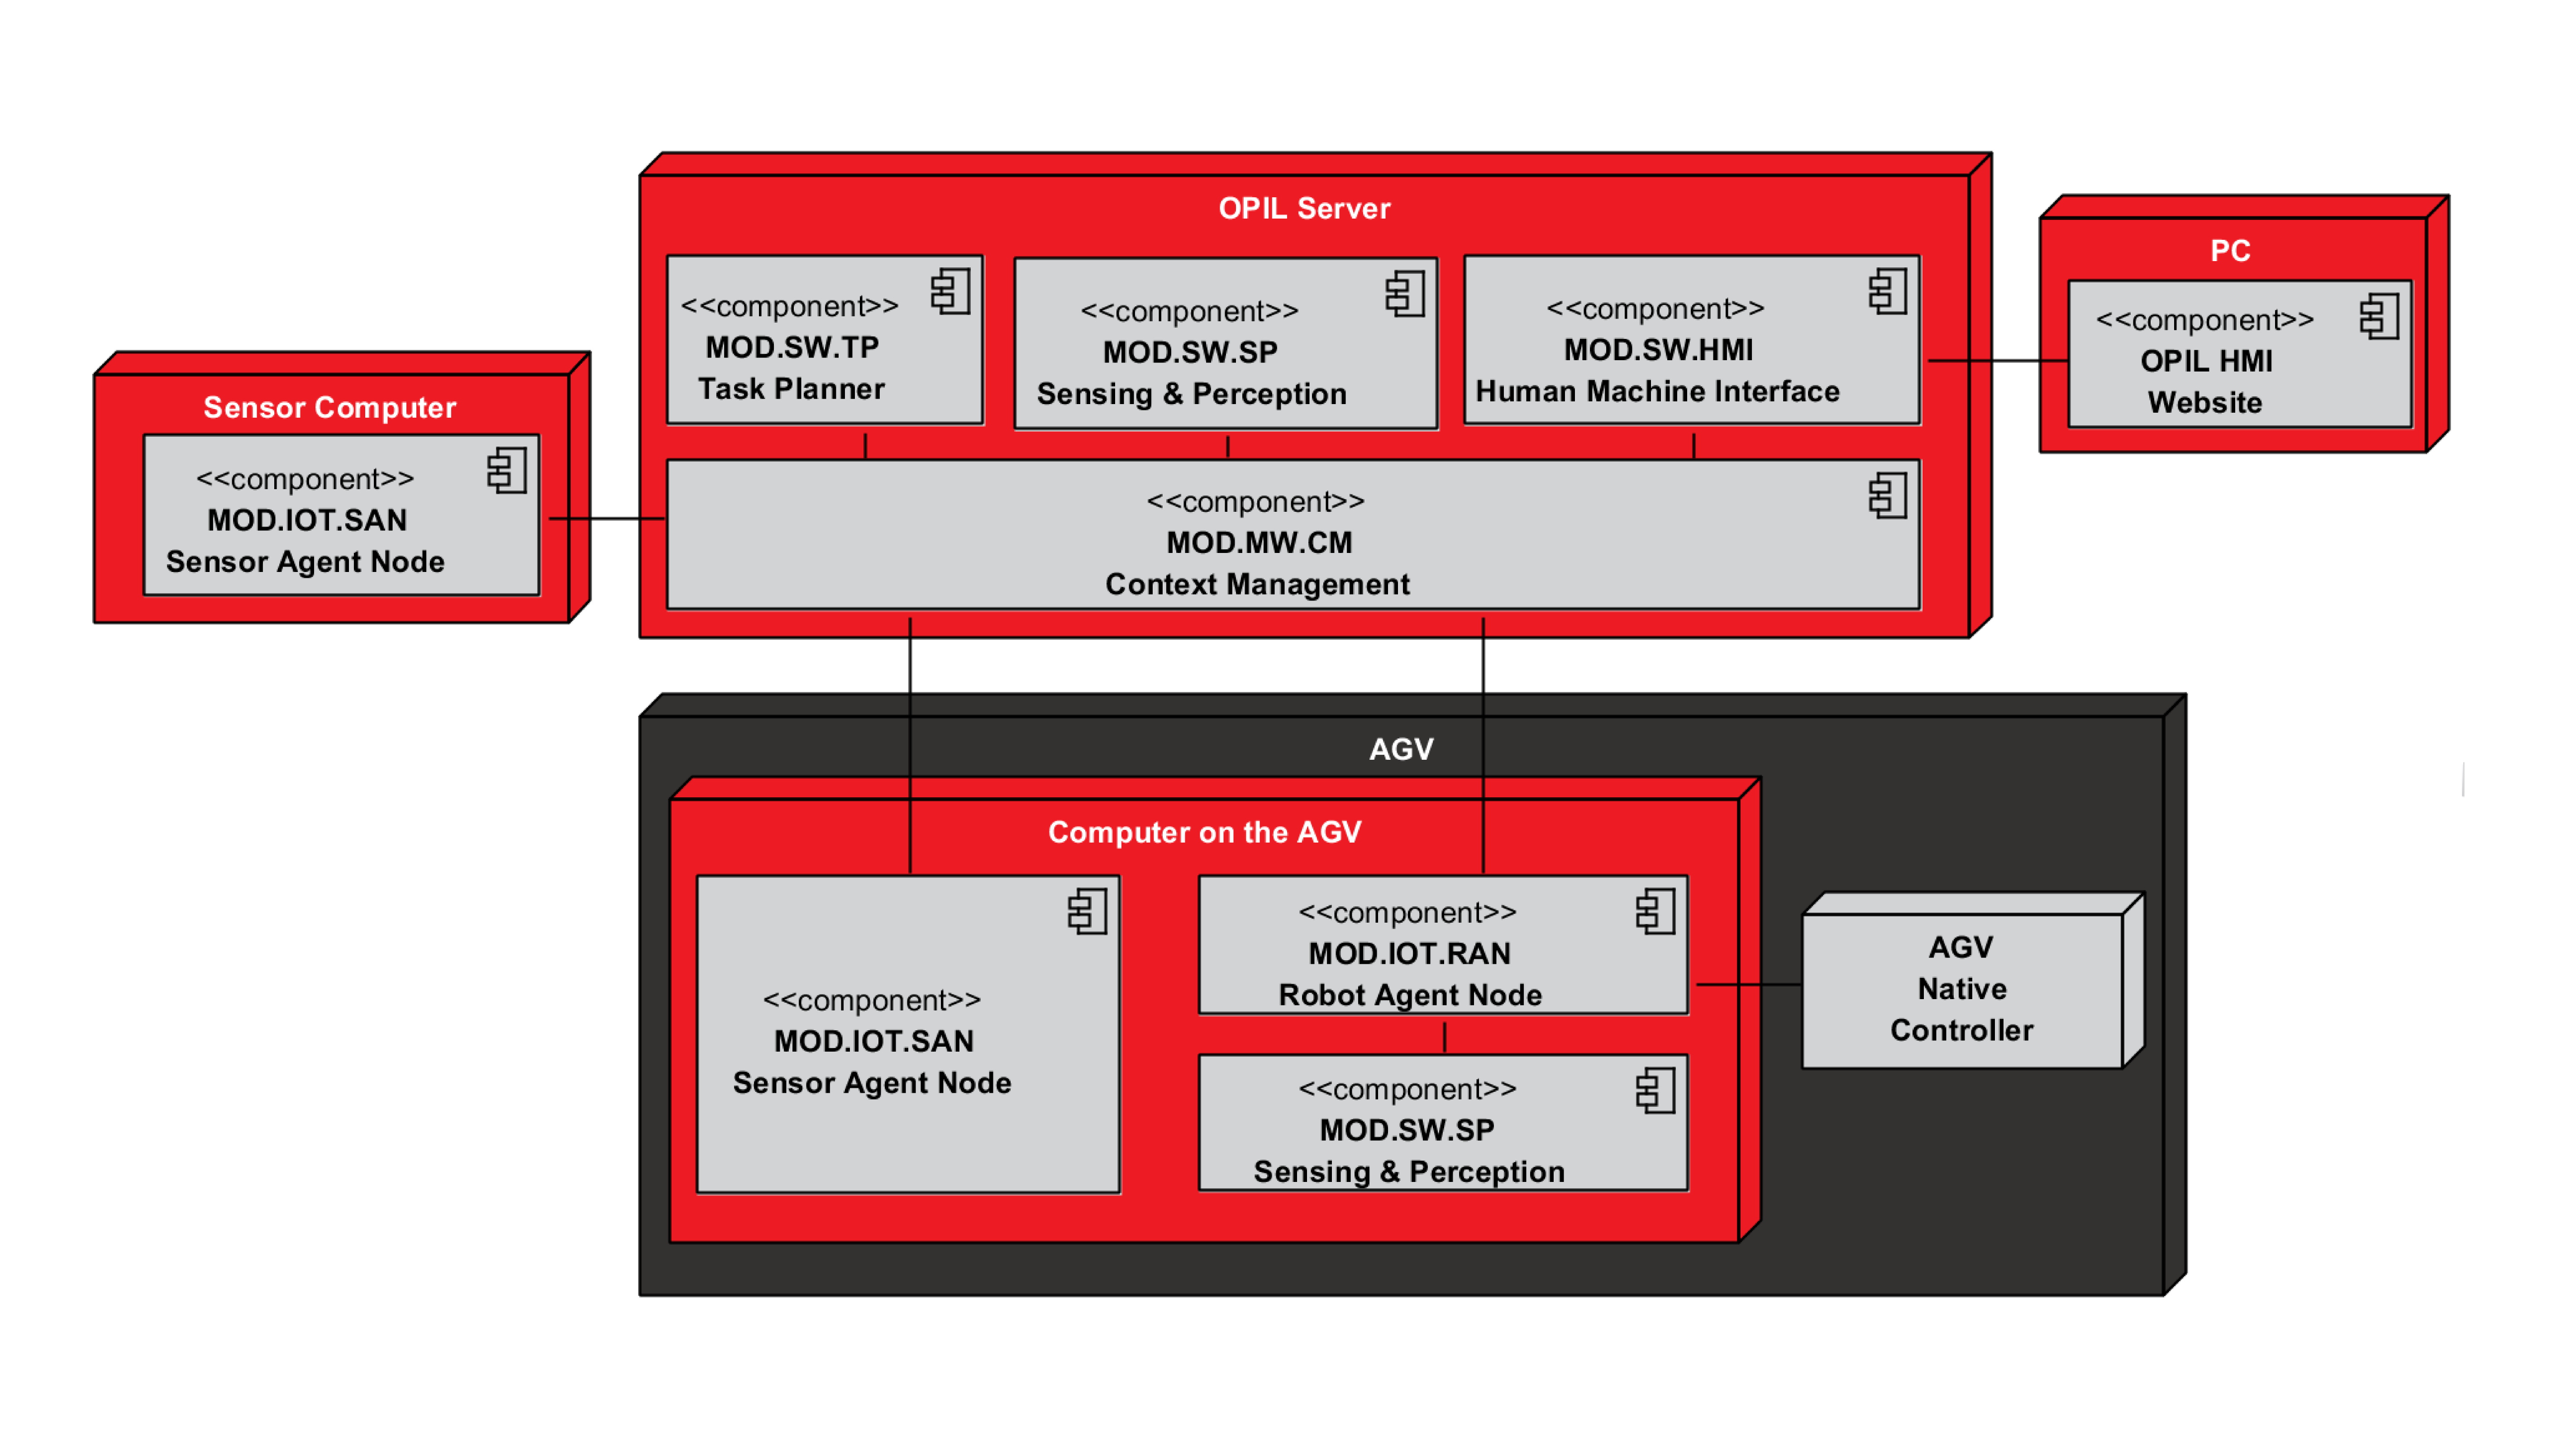 OPIL Server
<<component>>
MOD.SW.TP
Task Planner
<<component>>
MOD.SW.SP
Sensing & Perception
<<component>>
MOD.SW.HMI
Human Machine Interface
PC
<<component>>
OPIL HMI
Website
Sensor Computer
<<component>>
MOD.IOT.SAN
Sensor Agent Node
<<component>>
MOD.MW.CM
Context Management
AGV
Computer on the AGV
<<component>>
MOD.IOT.SAN
Sensor Agent Node
<<component>>
MOD.IOT.RAN
Robot Agent Node
<<component>>
MOD.SW.SP
Sensing & Perception
AGV
Native
Controller